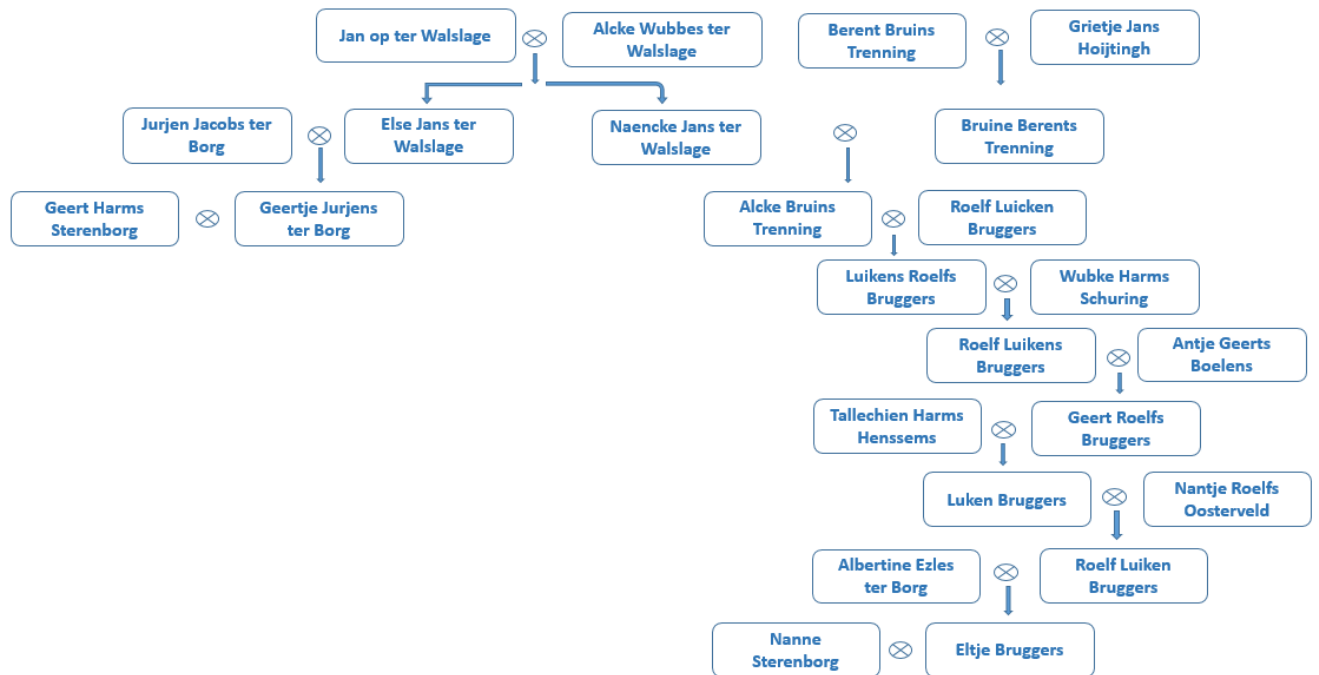 Jan op ter Walslage
Alcke Wubbes ter
Walslage
Berent Bruins
Trenning
Grietje Jans
Hoijtingh
Jurjen Jacobs ter
Borg
Else Jans ter
Walslage
Naencke Jans ter
Walslage
Bruine Berents
Trenning
Geert Harms
Sterenborg
Geertje Jurjens
ter Borg
Alcke Bruins
Trenning
Roelf Luicken
Bruggers
Luikens Roelfs
Bruggers
Wubke Harms
Schuring
Roelf Luikens
Bruggers
Antje Geerts
Boelens
Tallechien Harms
Henssems
Geert Roelfs
Bruggers
Luken Bruggers
Nantje Roelfs
Oosterveld
Albertine Ezles
ter Borg
Roelf Luiken
Bruggers
Nanne
Sterenborg
Eltje Bruggers